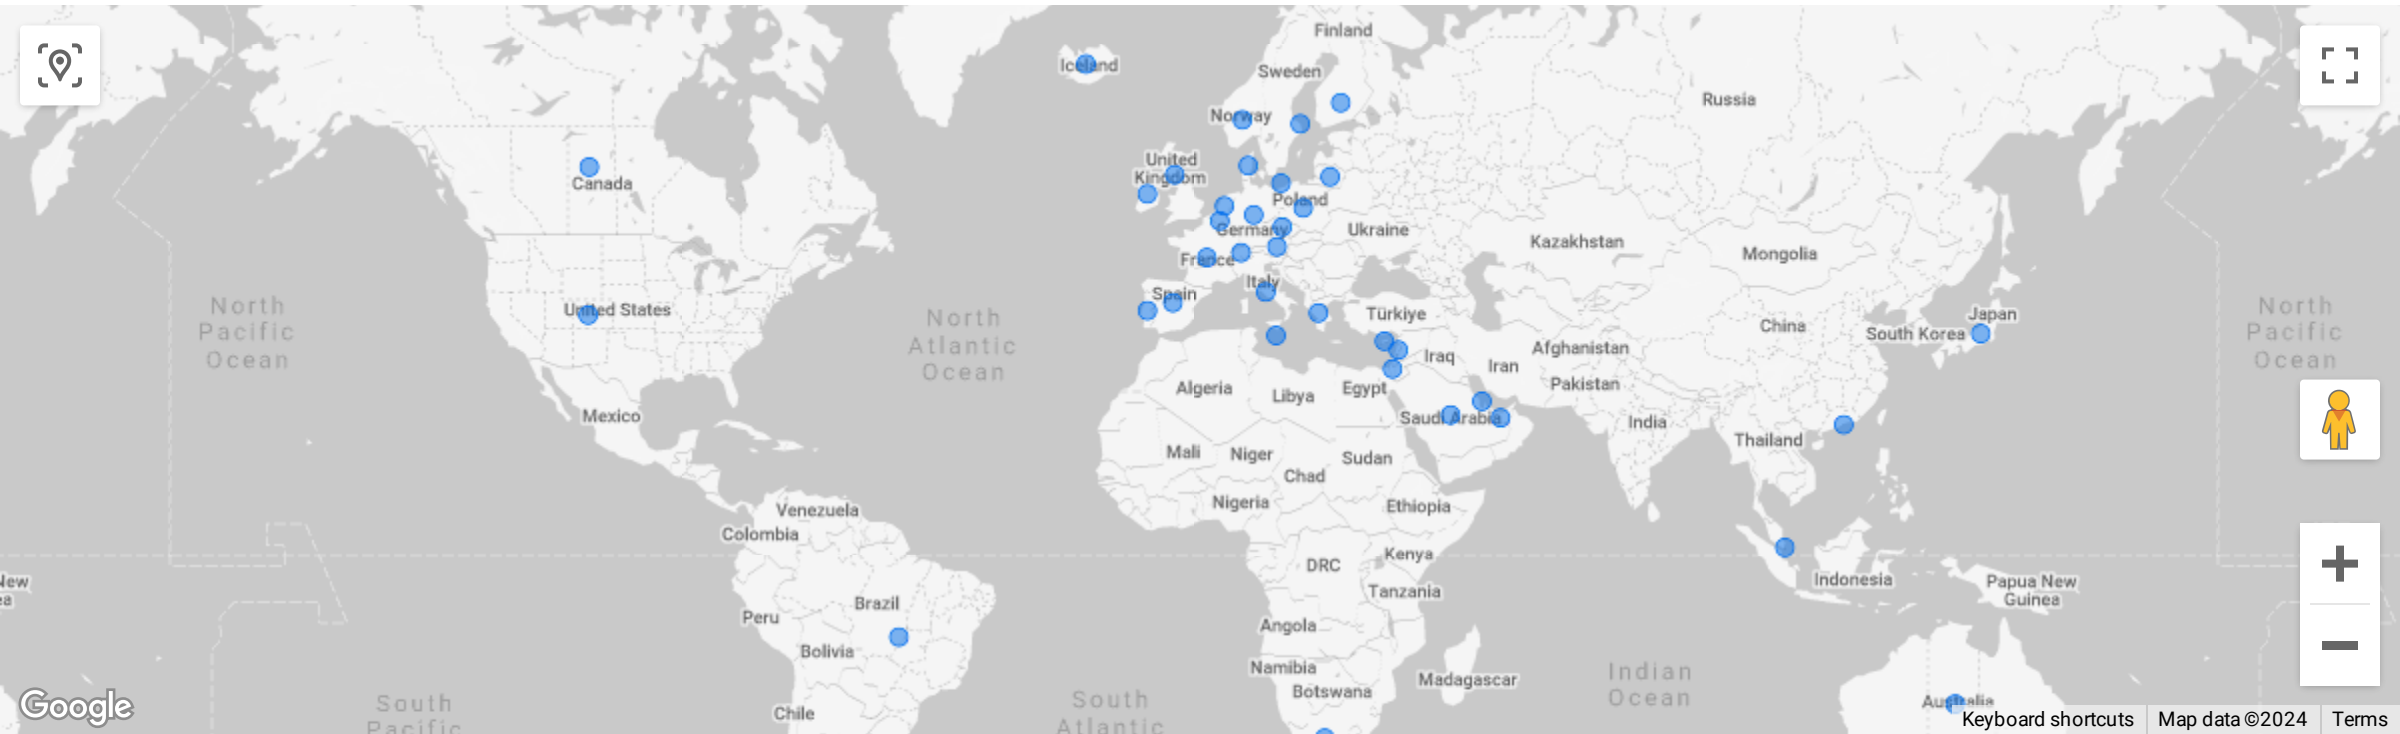 Finland
Iceland
Sweden
Russia
Norway
United
Kingdom
Canada
Poland
Germany
Ukraine
Kazakhstan
Mongolia
France
Italy
Spain
United States
Türkiye
North
Pacific
Ocean
North
Atlantic
Ocean
North
Pacific
Ocean
Japan
China
South Korea
Afghanistan
Iraq
Iran
Pakistan
Algeria
Libya
Egypt
Mexico
Saudi Arabia
India
Thailand
Mali
Niger
Sudan
Chad
Nigeria
Ethiopia
Venezuela
Colombia
Kenya
DRC
Indonesia
Papua New
Guinea
Tanzania
Brazil
Peru
Angola
Bolivia
Namibia
Botswana
Madagascar
Indian
Ocean
Chile
South
Pacific
South
Atlantic
Australia
Google
Keyboard shortcuts
Map data ©2024
Terms